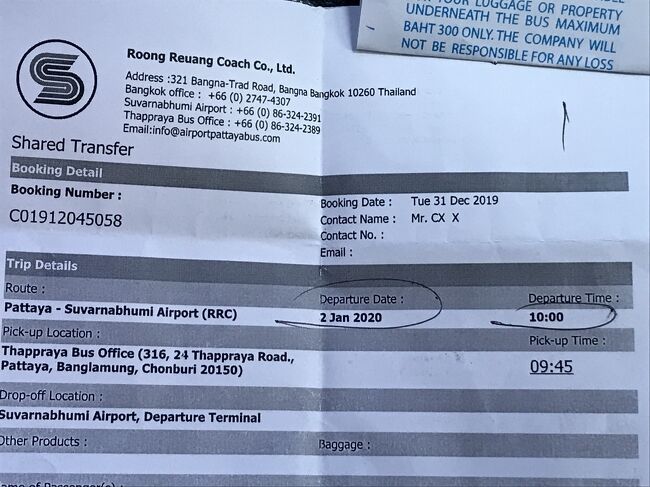 YOUR LUGGAGE OR PROPERTY
UNDERNEATH THE BUS MAXIMUM
BAHT 300 ONLY. THE COMPANY WILL
NOT BE RESPONSIBLE FOR ANY LOSS
Roong Reuang Coach Co., Ltd.
Address :321 Bangna-Trad Road, Bangna Bangkok 10260 Thailand
Bangkok office : +66 (0) 2747-4307
Suvarnabhumi Airport : +66 (0) 86-324-2391
Thappraya Bus Office : +66 (0) 86-324-2389
Email:info@airportpattayabus.com
Shared Transfer
Booking Detail
Booking Number :
C01912045058
Booking Date : Tue 31 Dec 2019
Contact Name : Mr. CX X
Contact No. :
Email :
Trip Details
Route : Departure Date : Departure Time :
Pattaya - Suvarnabhumi Airport (RRC) 2 Jan 2020 10:00
Pick-up Location : Pick-up Time :
Thappraya Bus Office (316, 24 Thappraya Road., 09:45
Pattaya, Banglamung, Chonburi 20150)
Drop-off Location :
Suvarnabhumi Airport, Departure Terminal
Other Products : Baggage :